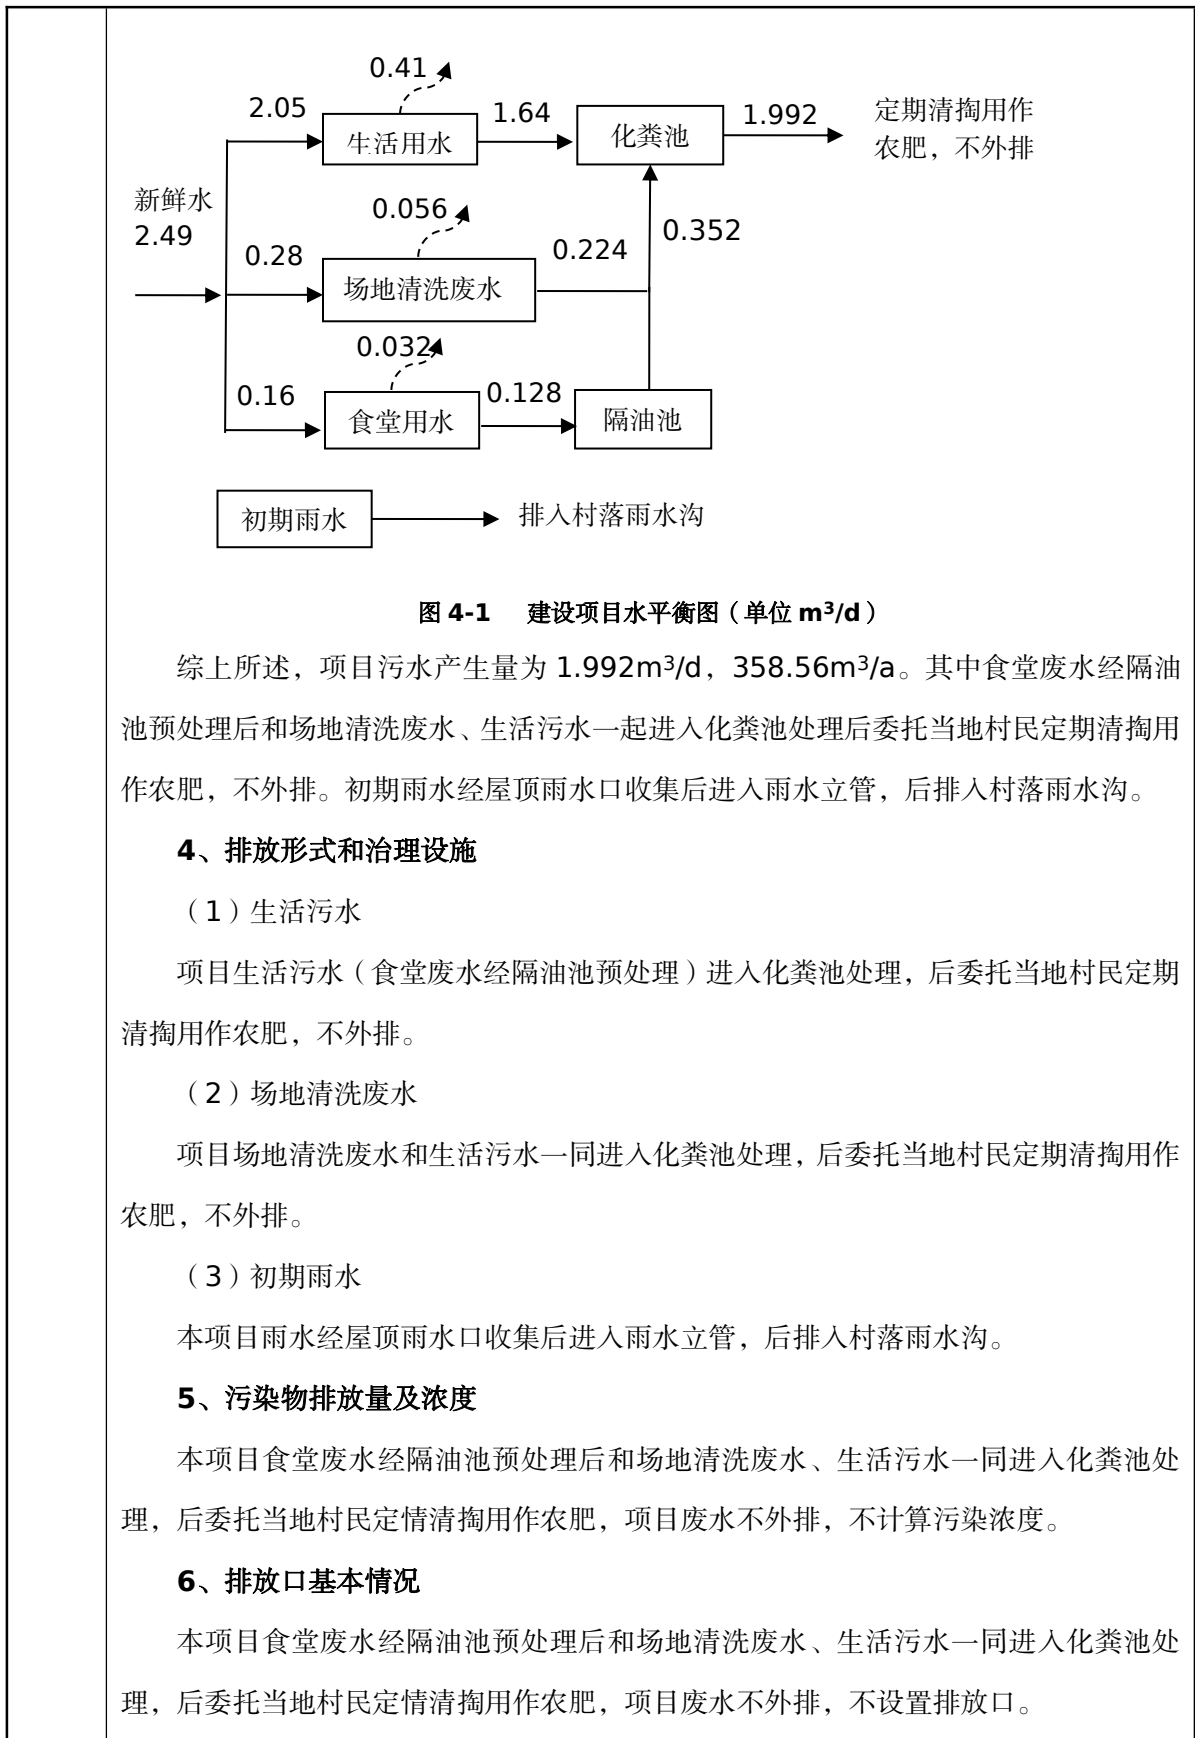 0.41
2.05
1.64
1.992
定期清掏用作
农肥，不外排
生活用水
化粪池
新鲜水
2.49
0.056
0.28
0.224
0.352
场地清洗废水
0.032
0.16
0.128
食堂用水
隔油池
初期雨水
排入村落雨水沟
图 4-1 建设项目水平衡图（单位 m³/d）
综上所述，项目污水产生量为 1.992m³/d，358.56m³/a。其中食堂废水经隔油
池预处理后和场地清洗废水、生活污水一起进入化粪池处理后委托当地村民定期清掏用
作农肥，不外排。初期雨水经屋顶雨水口收集后进入雨水立管，后排入村落雨水沟。
4、排放形式和治理设施
（1）生活污水
项目生活污水（食堂废水经隔油池预处理）进入化粪池处理，后委托当地村民定期
清掏用作农肥，不外排。
（2）场地清洗废水
项目场地清洗废水和生活污水一同进入化粪池处理，后委托当地村民定期清掏用作
农肥，不外排。
（3）初期雨水
本项目雨水经屋顶雨水口收集后进入雨水立管，后排入村落雨水沟。
5、污染物排放量及浓度
本项目食堂废水经隔油池预处理后和场地清洗废水、生活污水一同进入化粪池处
理，后委托当地村民定情清掏用作农肥，项目废水不外排，不计算污染浓度。
6、排放口基本情况
本项目食堂废水经隔油池预处理后和场地清洗废水、生活污水一同进入化粪池处
理，后委托当地村民定情清掏用作农肥，项目废水不外排，不设置排放口。